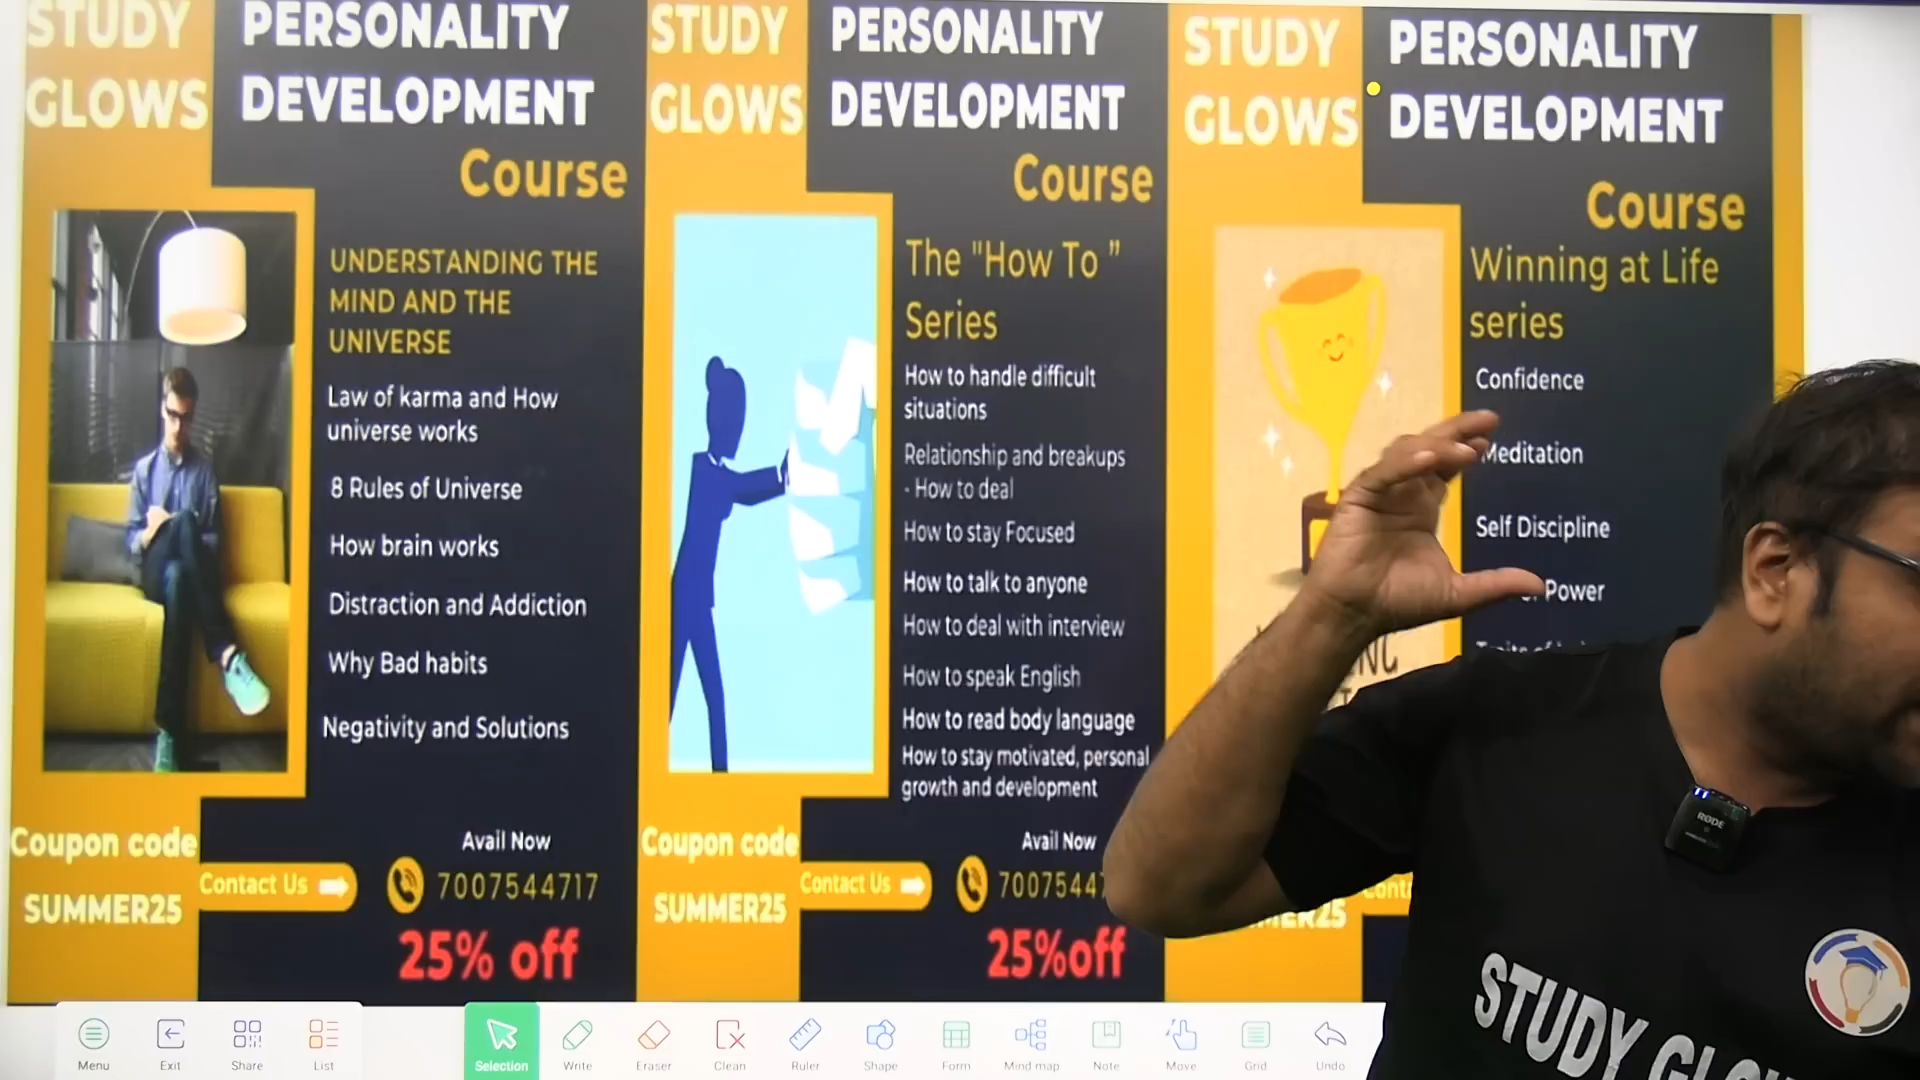 STUDY
GLOWS
PERSONALITY
DEVELOPMENT
Course
UNDERSTANDING THE
MIND AND THE
UNIVERSE
Law of karma and How
universe works
8 Rules of Universe
How brain works
Distraction and Addiction
Why Bad habits
Negativity and Solutions
Coupon code
SUMMER25
Contact Us
Avail Now
7007544717
25% off
STUDY
GLOWS
PERSONALITY
DEVELOPMENT
Course
The "How To ”
Series
How to handle difficult
situations
Relationship and breakups
- How to deal
How to stay Focused
How to talk to anyone
How to deal with interview
How to speak English
How to read body language
How to stay motivated, personal
growth and development
Coupon code
SUMMER25
Contact Us
Avail Now
70075447
25%off
STUDY
GLOWS
PERSONALITY
DEVELOPMENT
Course
Winning at Life
series
Confidence
Meditation
Self Discipline
Power
RØDE
STUDY
Menu
Exit
Share
List
Selection
Write
Eraser
Clean
Ruler
Shape
Form
Mind map
Note
Move
Grid
Undo